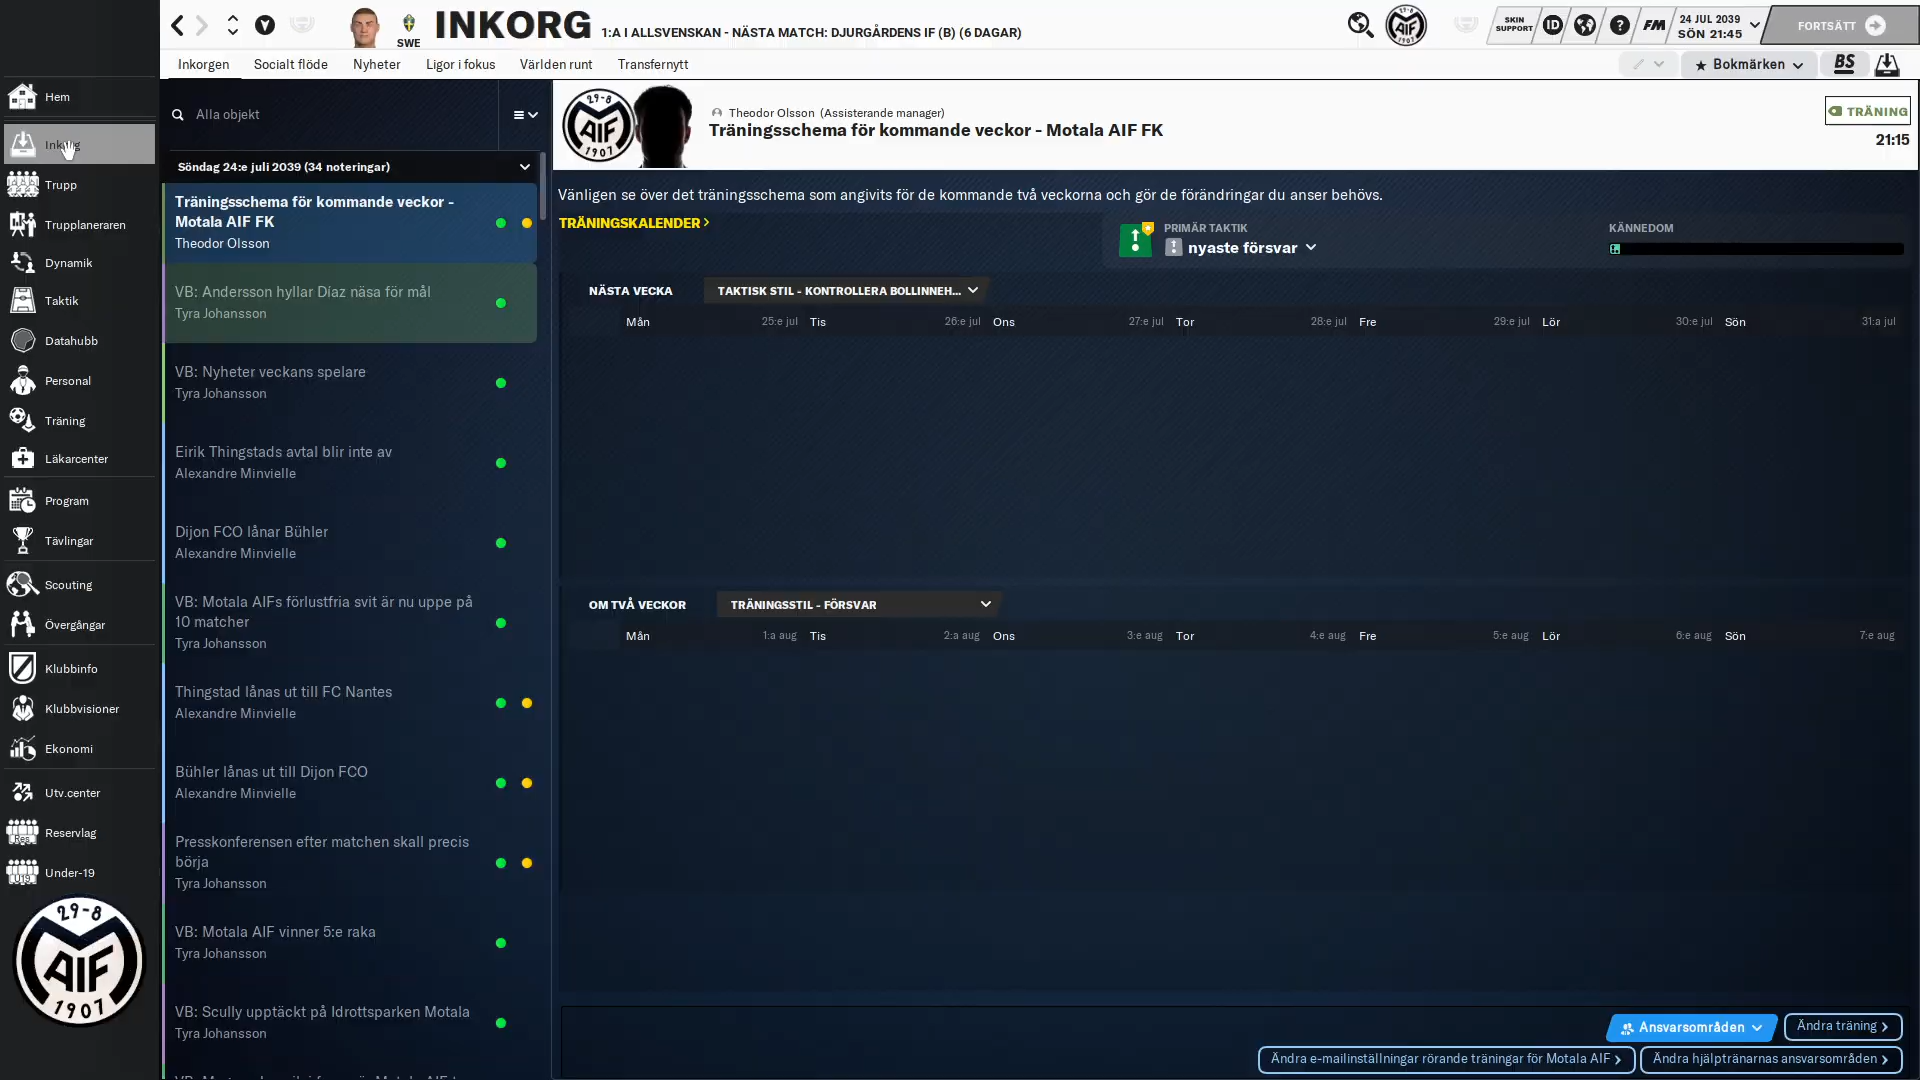 INKORG
1:A I ALLSVENSKAN - NÄSTA MATCH: DJURGÅRDENS IF (B) (6 DAGAR)
SWE
SKIN SUPPORT
ID
FM
24 JUL 2039
SÖN 21:45
FORTSÄTT
Inkorgen
Socialt flöde
Nyheter
Ligor i fokus
Världen runt
Transfernytt
Bokmärken
BS
Hem
Trupp
Trupplaneraren
Dynamik
Taktik
Datahubb
Personal
Träning
Läkarcenter
Program
Tävlingar
Scouting
Övergångar
Klubbinfo
Klubbvisioner
Ekonomi
Utv.center
Reservlag
Under-19
29-8
AIF
1907
Alla objekt
Söndag 24:e juli 2039 (34 noteringar)
Träningsschema för kommande veckor -
Motala AIF FK
Theodor Olsson
VB: Andersson hyllar Díaz näsa för mål
Tyra Johansson
VB: Nyheter veckans spelare
Tyra Johansson
Eirik Thingstads avtal blir inte av
Alexandre Minvielle
Dijon FCO lånar Bühler
Alexandre Minvielle
VB: Motala AIFs förlustfria svit är nu uppe på
10 matcher
Tyra Johansson
Thingstad lånas ut till FC Nantes
Alexandre Minvielle
Bühler lånas ut till Dijon FCO
Alexandre Minvielle
Presskonferensen efter matchen skall precis
börja
Tyra Johansson
VB: Motala AIF vinner 5:e raka
Tyra Johansson
VB: Scully upptäckt på Idrottsparken Motala
Tyra Johansson
29-8
AIF
1907
Theodor Olsson (Assisterande manager)
Träningsschema för kommande veckor - Motala AIF FK
TRÄNING
21:15
Vänligen se över det träningsschema som angivits för de kommande två veckorna och gör de förändringar du anser behövs.
TRÄNINGSKALENDER
PRIMÄR TAKTIK
nyaste försvar
KÄNNEDOM
NÄSTA VECKA
TAKTISK STIL - KONTROLLERA BOLLINNEH...
Mån 25:e jul Tis 26:e jul Ons 27:e jul Tor 28:e jul Fre 29:e jul Lör 30:e jul Sön 31:a jul
OM TVÅ VECKOR
TRÄNINGSSTIL - FÖRSVAR
Mån 1:a aug Tis 2:a aug Ons 3:e aug Tor 4:e aug Fre 5:e aug Lör 6:e aug Sön 7:e aug
Ansvarsområden
Ändra träning
Ändra e-mailinställningar rörande träningar för Motala AIF
Ändra hjälptränarnas ansvarsområden